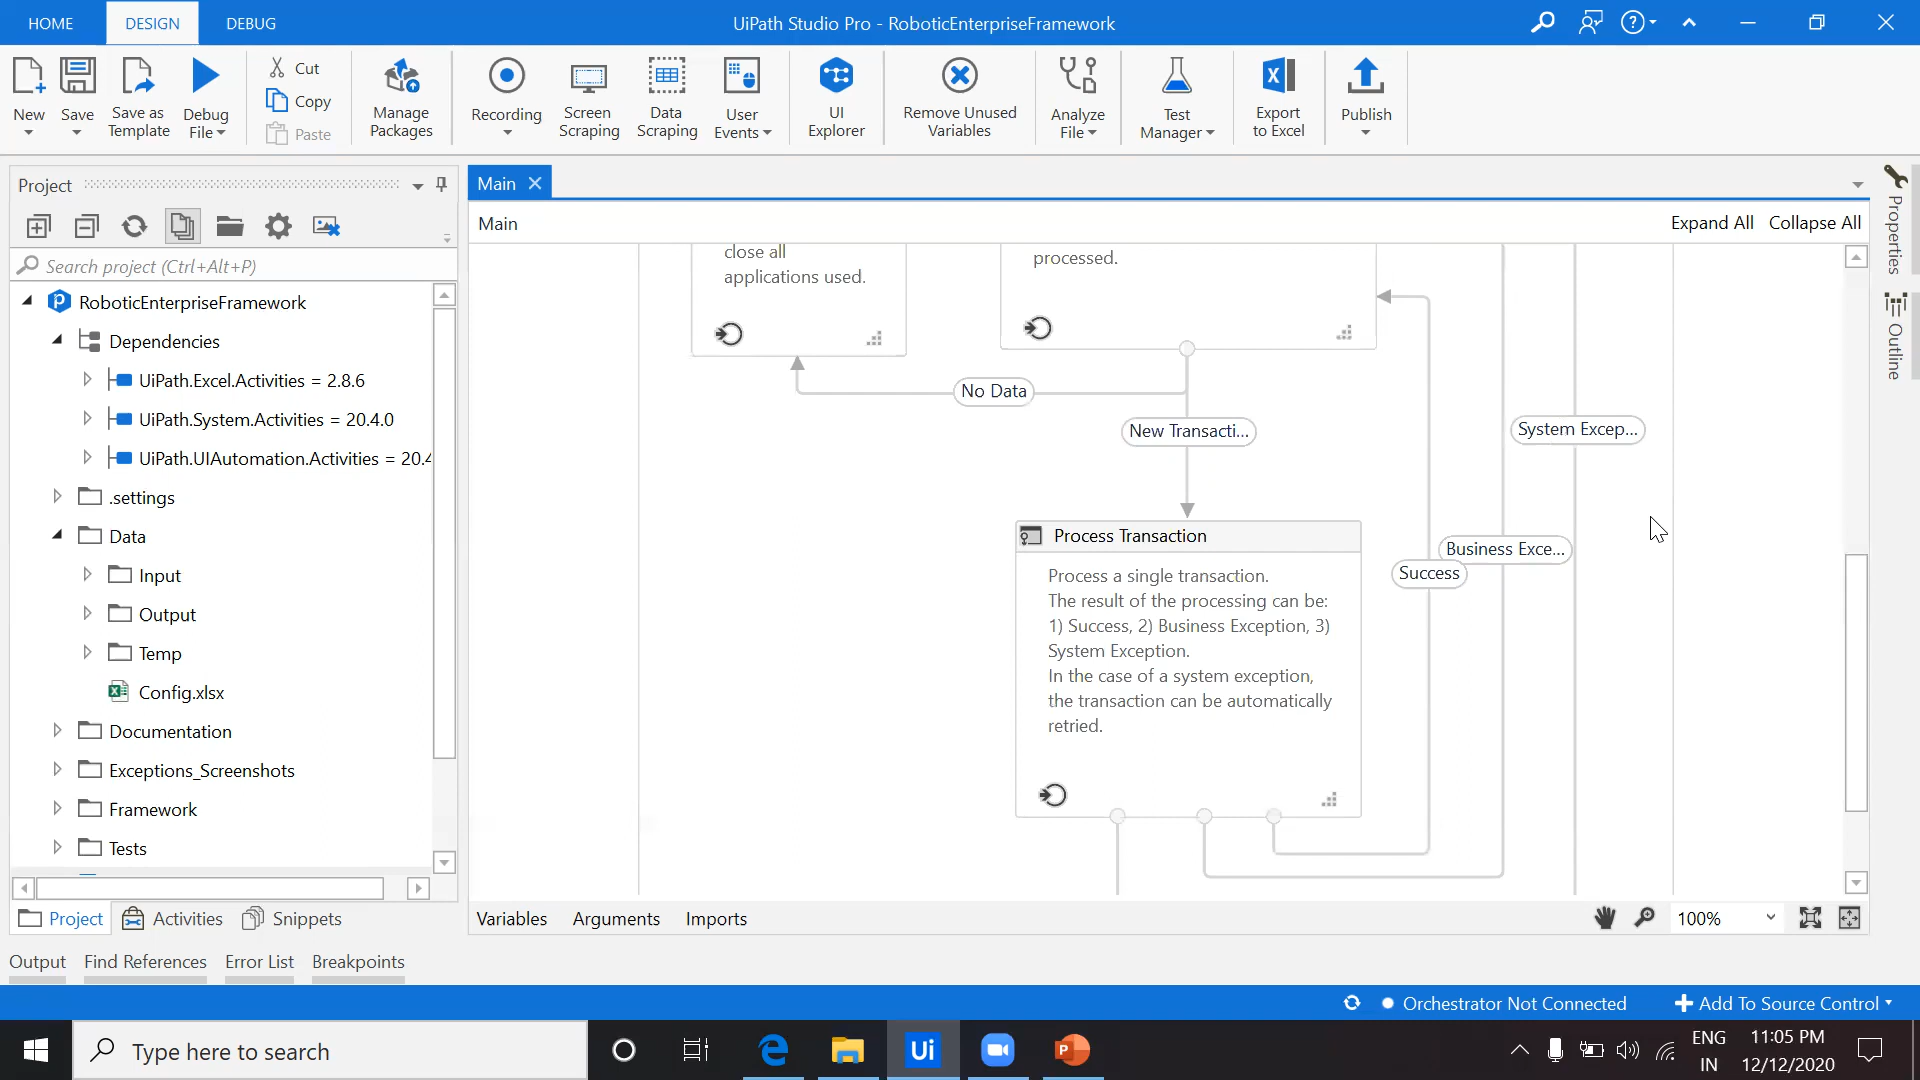 HOME
DESIGN
DEBUG
UiPath Studio Pro - RoboticEnterpriseFramework
New
Save
Save as
Template
Debug
File
Cut
Copy
Paste
Manage
Packages
Recording
Screen
Scraping
Data
Scraping
User
Events
UI
Explorer
Remove Unused
Variables
Analyze
File
Test
Manager
Export
to Excel
Publish
Project
Search project (Ctrl+Alt+P)
RoboticEnterpriseFramework
Dependencies
UiPath.Excel.Activities = 2.8.6
UiPath.System.Activities = 20.4.0
UiPath.UIAutomation.Activities = 20.4
.settings
Data
Input
Output
Temp
Config.xlsx
Documentation
Exceptions_Screenshots
Framework
Tests
Project
Activities
Snippets
Main
Main
Expand All
Collapse All
close all
applications used.
processed.
No Data
New Transacti...
System Excep...
Business Exce...
Success
Process Transaction
Process a single transaction.
The result of the processing can be:
1) Success, 2) Business Exception, 3)
System Exception.
In the case of a system exception,
the transaction can be automatically
retried.
Properties
Outline
Variables
Arguments
Imports
100%
Output
Find References
Error List
Breakpoints
Orchestrator Not Connected
Add To Source Control
Type here to search
Ui
ENG
IN
11:05 PM
12/12/2020